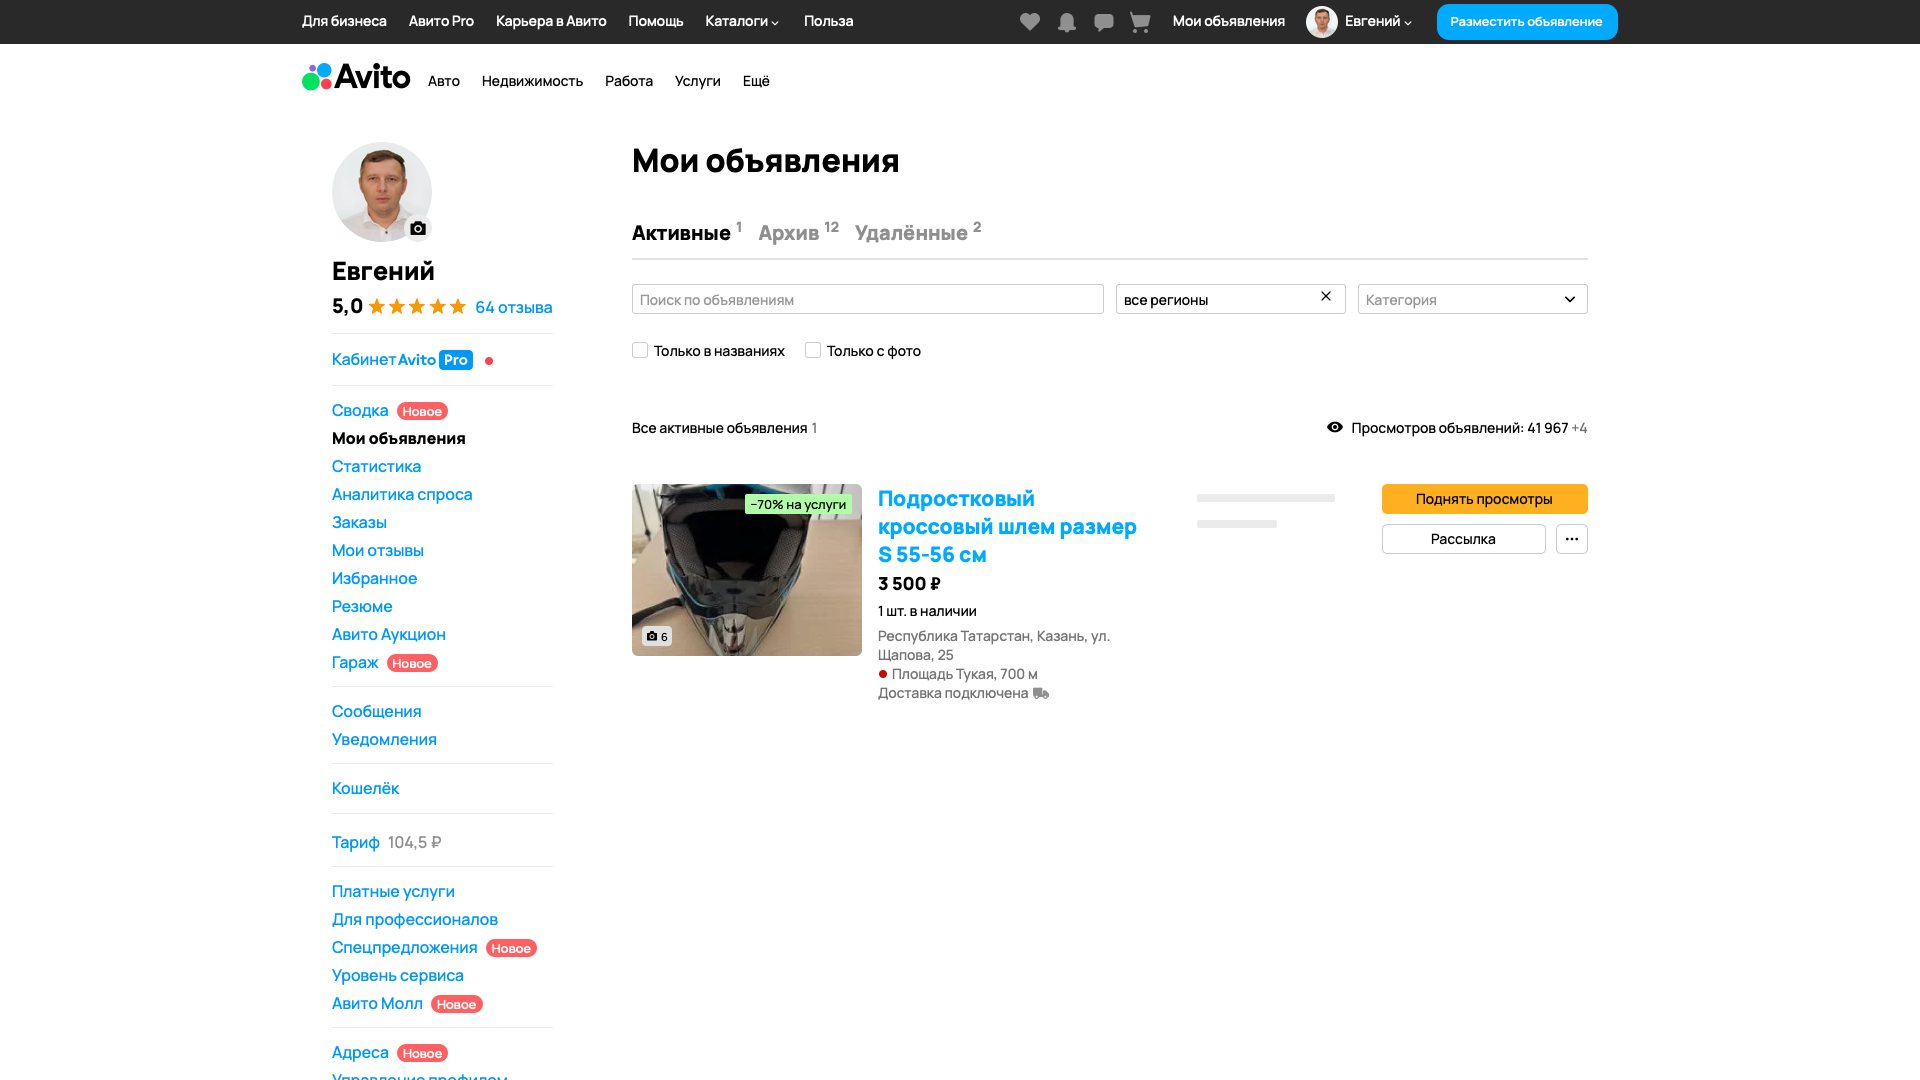 Для бизнеса Авито Pro Карьера в Авито Помощь Каталоги Польза Мои объявления Евгений Разместить объявление
Avito Авто Недвижимость Работа Услуги Ещё
Евгений
5,0 64 отзыва
Кабинет Avito Pro
Сводка Новое
Мои объявления
Статистика
Аналитика спроса
Заказы
Мои отзывы
Избранное
Резюме
Авито Аукцион
Гараж Новое
Сообщения
Уведомления
Кошелёк
Тариф 104,5 ₽
Платные услуги
Для профессионалов
Спецпредложения Новое
Уровень сервиса
Авито Молл Новое
Адреса Новое
Управление профилем
Мои объявления
Активные 1 Архив 12 Удалённые 2
Поиск по объявлениям все регионы Категория
Только в названиях Только с фото
Все активные объявления 1 Просмотров объявлений: 41 967 +4
−70% на услуги
6
Подростковый
кроссовый шлем размер
S 55-56 см
3 500 ₽
1 шт. в наличии
Республика Татарстан, Казань, ул.
Щапова, 25
Площадь Тукая, 700 м
Доставка подключена
Поднять просмотры
Рассылка